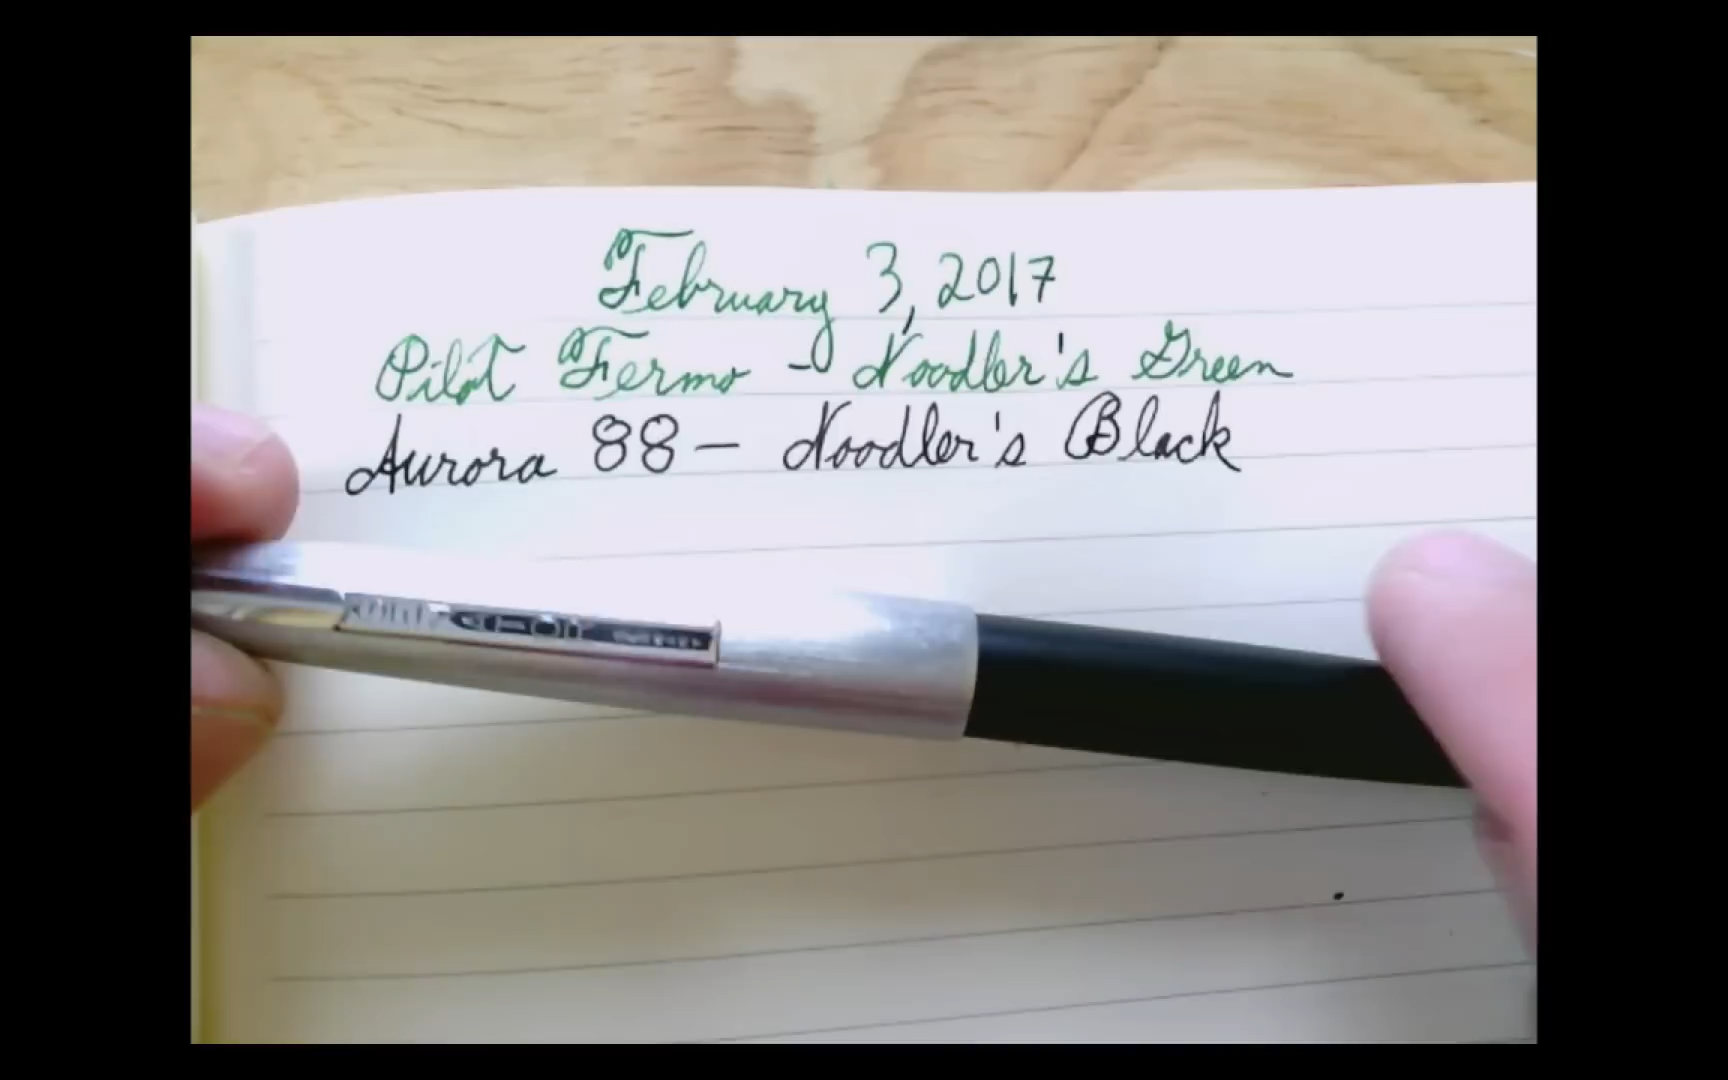 February 3, 2017
Pilot Fermo - Noodler's Green
Aurora 88 - Noodler's Black